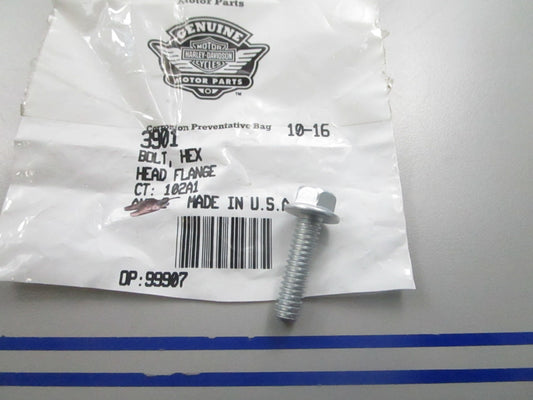 Motor Parts
GENUINE
MOTOR
HARLEY-DAVIDSON
CYCLES
MOTOR PARTS
TM
Corrosion Preventative Bag 10-16
3901
BOLT, HEX
HEAD FLANGE
CT: 102A1
MADE IN U.S.A
OP:99907